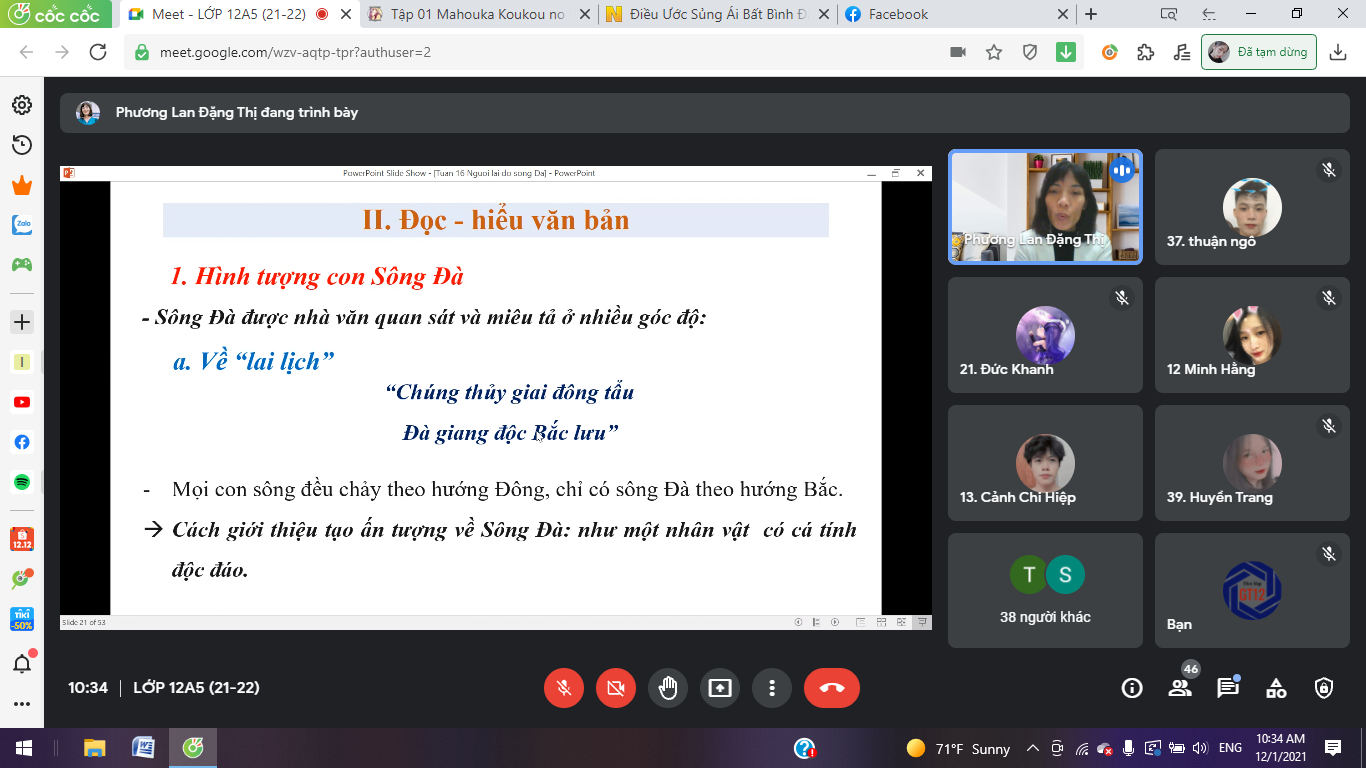 cốc cốc
Meet - LỚP 12A5 (21-22)
Tập 01 Mahouka Koukou no
Điều Ước Sủng Ái Bất Bình Đ
Facebook
meet.google.com/wzv-aqtp-tpr?authuser=2
Đã tạm dừng
Phương Lan Đặng Thị đang trình bày
PowerPoint Slide Show - [Tuan 16 Nguoi lai do song Da] - PowerPoint
II. Đọc - hiểu văn bản
1. Hình tượng con Sông Đà
- Sông Đà được nhà văn quan sát và miêu tả ở nhiều góc độ:
a. Về “lai lịch”
“Chúng thủy giai đông tẩu
Đà giang độc Bắc lưu”
- Mọi con sông đều chảy theo hướng Đông, chỉ có sông Đà theo hướng Bắc.
→ Cách giới thiệu tạo ấn tượng về Sông Đà: như một nhân vật có cá tính
độc đáo.
Slide 21 of 53
Phương Lan Đặng Thị
37. thuận ngô
21. Đức Khanh
12 Minh Hằng
13. Cảnh Chi Hiệp
39. Huyền Trang
T S
38 người khác
GT12
Bạn
Zalo
12.12
TIKI
-50%
10:34 | LỚP 12A5 (21-22)
46
71°F Sunny
ENG
10:34 AM
12/1/2021